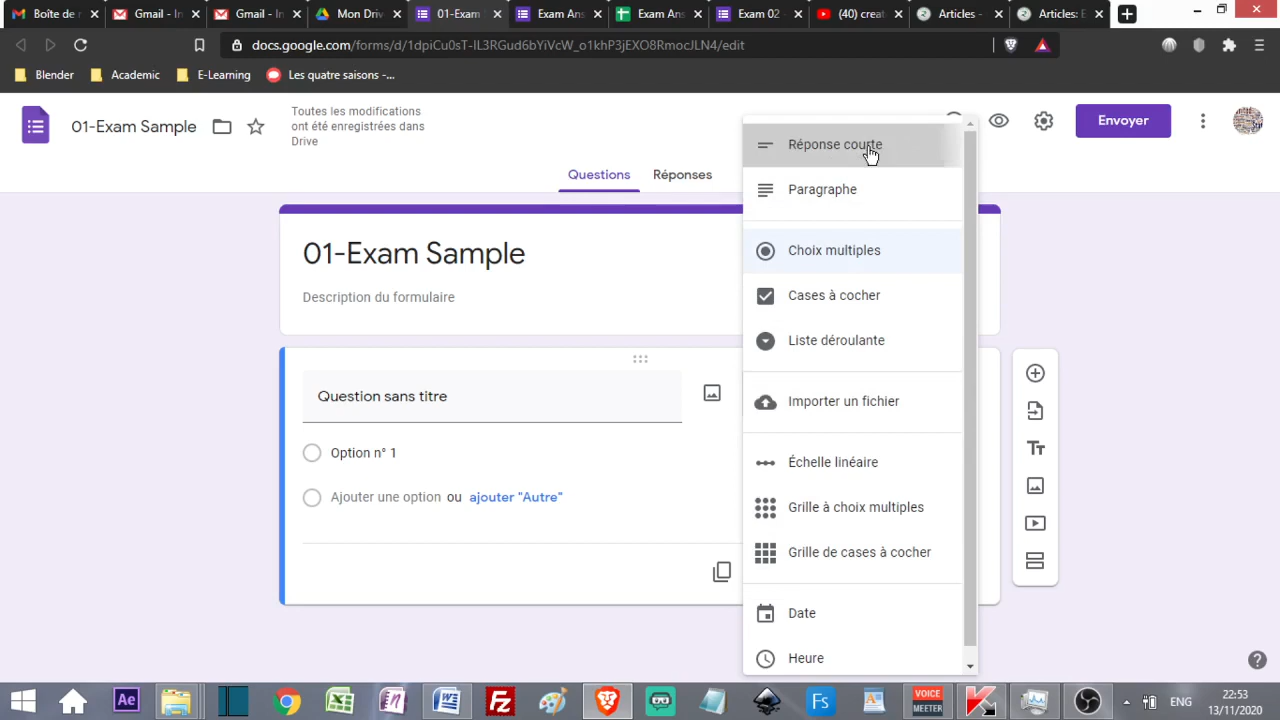 Boîte de r
Gmail - In
Gmail - In
Mon Drive
01-Exam
Exam Ans
Exam Ans
Exam 02
(40) creat
Articles -
Articles: E
docs.google.com/forms/d/1dpiCu0sT-IL3RGud6bYiVcW_o1khP3jEXO8RmocJLN4/edit
Blender
Academic
E-Learning
Les quatre saisons -...
01-Exam Sample
Toutes les modifications
ont été enregistrées dans
Drive
Envoyer
Questions
Réponses
01-Exam Sample
Description du formulaire
Question sans titre
Option n° 1
Ajouter une option ou ajouter "Autre"
Réponse courte
Paragraphe
Choix multiples
Cases à cocher
Liste déroulante
Importer un fichier
Échelle linéaire
Grille à choix multiples
Grille de cases à cocher
Date
Heure
VOICE
MEETER
ENG
22:53
13/11/2020